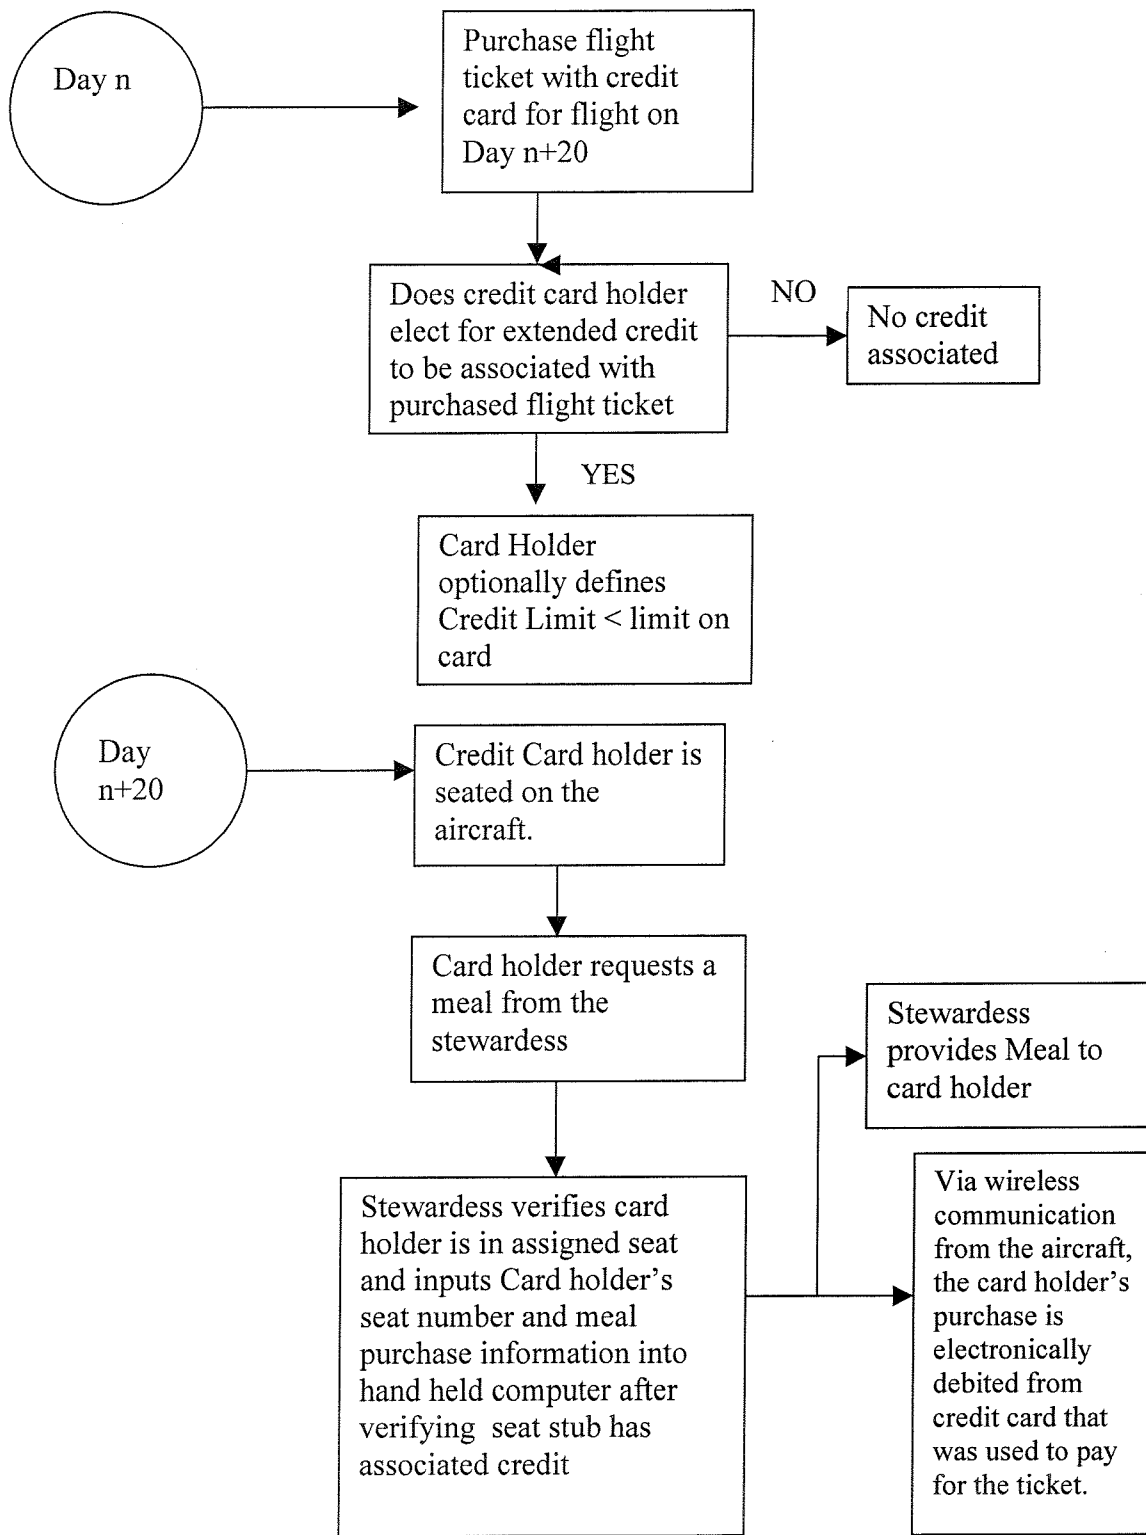 Day n
Purchase flight
ticket with credit
card for flight on
Day n+20
Does credit card holder
elect for extended credit
to be associated with
purchased flight ticket
NO
No credit
associated
YES
Card Holder
optionally defines
Credit Limit < limit on
card
Day
n+20
Credit Card holder is
seated on the
aircraft.
Card holder requests a
meal from the
stewardess
Stewardess
provides Meal to
card holder
Stewardess verifies card
holder is in assigned seat
and inputs Card holder's
seat number and meal
purchase information into
hand held computer after
verifying seat stub has
associated credit
Via wireless
communication
from the aircraft,
the card holder's
purchase is
electronically
debited from
credit card that
was used to pay
for the ticket.